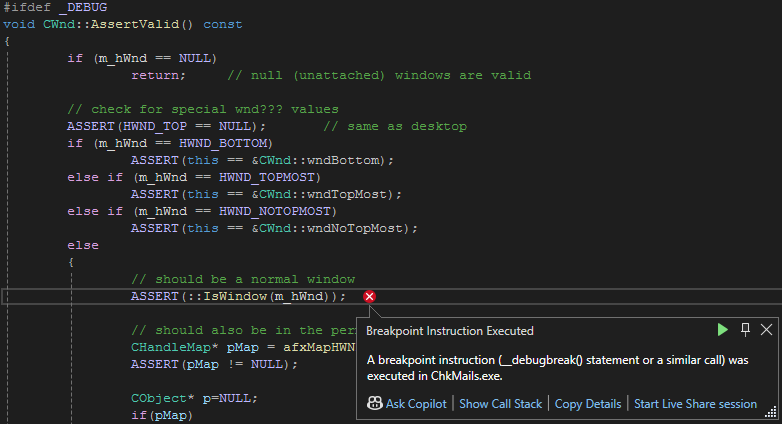 #ifdef _DEBUG
void CWnd::AssertValid() const
{
if (m_hWnd == NULL)
return; // null (unattached) windows are valid
// check for special wnd??? values
ASSERT(HWND_TOP == NULL); // same as desktop
if (m_hWnd == HWND_BOTTOM)
ASSERT(this == &CWnd::wndBottom);
else if (m_hWnd == HWND_TOPMOST)
ASSERT(this == &CWnd::wndTopMost);
else if (m_hWnd == HWND_NOTOPMOST)
ASSERT(this == &CWnd::wndNoTopMost);
else
{
// should be a normal window
ASSERT(::IsWindow(m_hWnd));
// should also be in the per
CHandleMap* pMap = afxMapHWN
ASSERT(pMap != NULL);
CObject* p=NULL;
if(pMap)
Breakpoint Instruction Executed
A breakpoint instruction (__debugbreak() statement or a similar call) was
executed in ChkMails.exe.
Ask Copilot | Show Call Stack | Copy Details | Start Live Share session